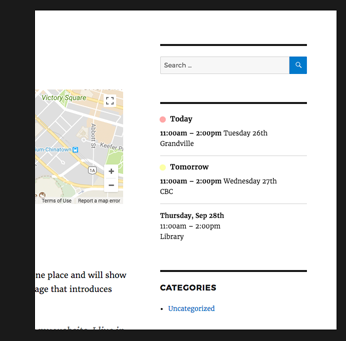 Search ...
Victory Square
Abbott St
Keefer Pl
um Chinatown
1A
+
−
Terms of Use
Report a map error
Today
11:00am – 2:00pm Tuesday 26th
Grandville
Tomorrow
11:00am – 2:00pm Wednesday 27th
CBC
Thursday, Sep 28th
11:00am – 2:00pm
Library
ne place and will show
age that introduces
CATEGORIES
Uncategorized